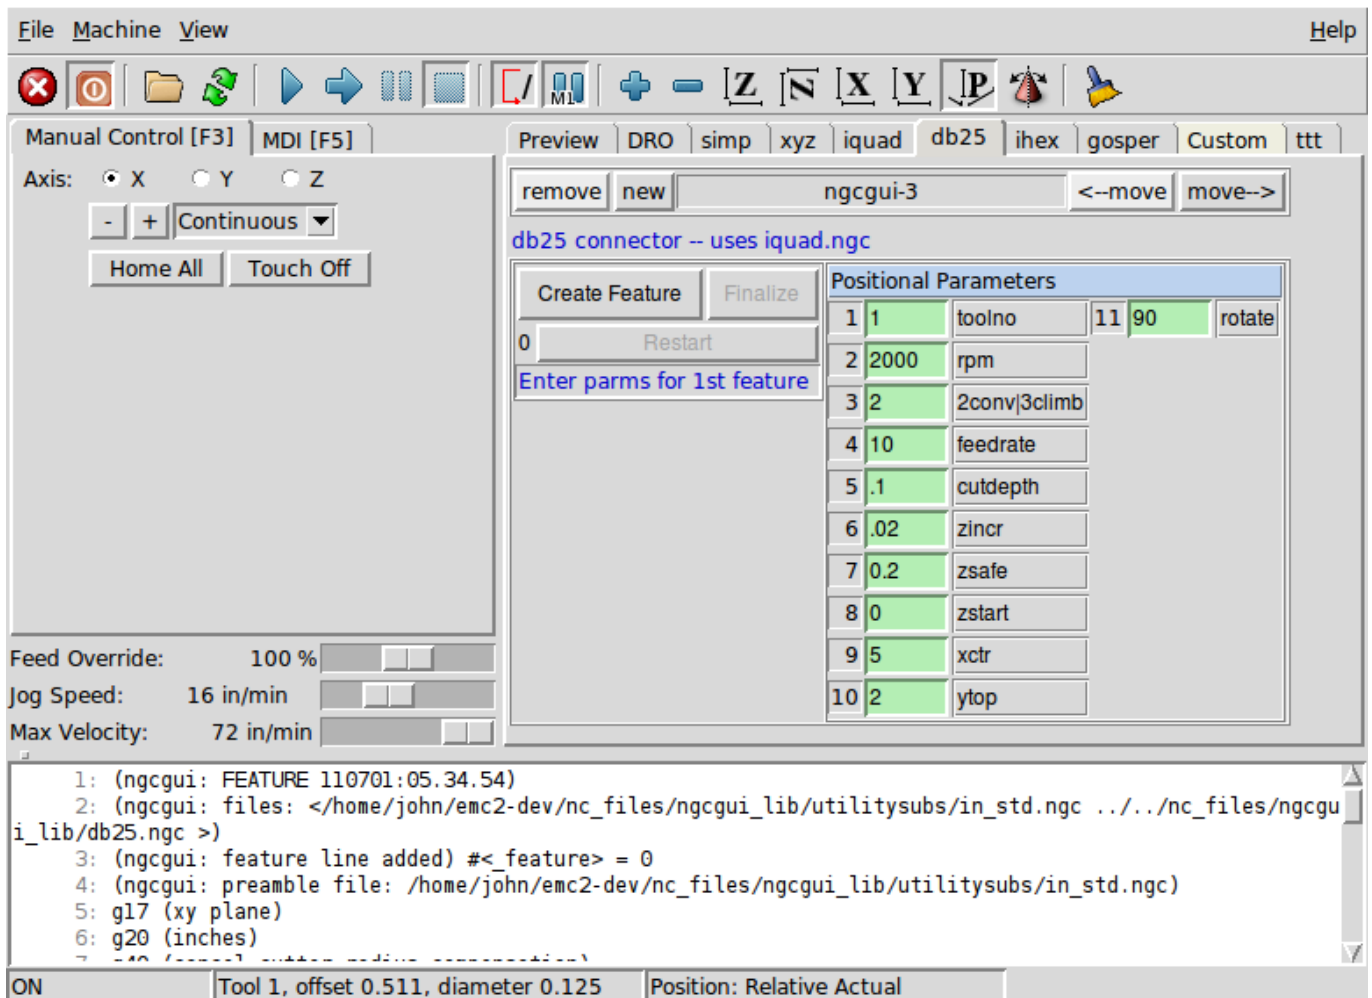 File Machine View Help
M1 Z N X Y P
Manual Control [F3] MDI [F5]
Preview DRO simp xyz iquad db25 ihex gosper Custom ttt
Axis: X Y Z
- + Continuous
Home All Touch Off
remove new ngcgui-3 <--move move-->
db25 connector -- uses iquad.ngc
Create Feature Finalize
0 Restart
Enter parms for 1st feature
Positional Parameters
1 1 toolno 11 90 rotate
2 2000 rpm
3 2 2conv|3climb
4 10 feedrate
5 .1 cutdepth
6 .02 zincr
7 0.2 zsafe
8 0 zstart
9 5 xctr
10 2 ytop
Feed Override: 100 %
Jog Speed: 16 in/min
Max Velocity: 72 in/min
1: (ngcgui: FEATURE 110701:05.34.54)
2: (ngcgui: files: </home/john/emc2-dev/nc_files/ngcgui_lib/utilitysubs/in_std.ngc ../../nc_files/ngcgu
i_lib/db25.ngc >)
3: (ngcgui: feature line added) #<_feature> = 0
4: (ngcgui: preamble file: /home/john/emc2-dev/nc_files/ngcgui_lib/utilitysubs/in_std.ngc)
5: g17 (xy plane)
6: g20 (inches)
ON Tool 1, offset 0.511, diameter 0.125 Position: Relative Actual